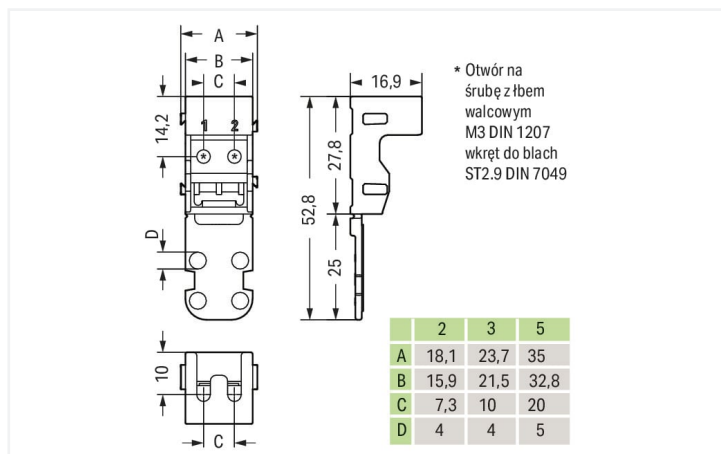 A
B
C
14,2
1 2
* *
D
10
C
16,9
27,8
52,8
25
* Otwór na
śrubę z łbem
walcowym
M3 DIN 1207
wkręt do blach
ST2.9 DIN 7049
2 3 5
A 18,1 23,7 35
B 15,9 21,5 32,8
C 7,3 10 20
D 4 4 5